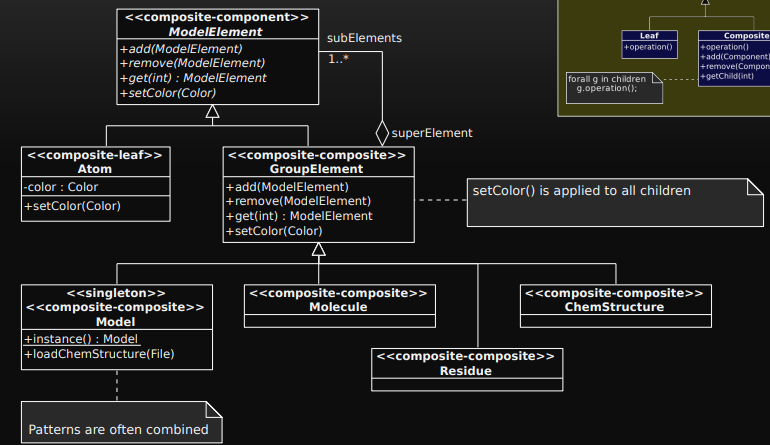 <<composite-component>>
ModelElement
+add(ModelElement)
+remove(ModelElement)
+get(int) : ModelElement
+setColor(Color)
subElements
1..*
superElement
Leaf
+operation()
Composite
+operation()
+add(Component)
+remove(Compon
+getChild(int)
forall g in children
g.operation();
<<composite-leaf>>
Atom
-color : Color
+setColor(Color)
<<composite-composite>>
GroupElement
+add(ModelElement)
+remove(ModelElement)
+get(int) : ModelElement
+setColor(Color)
setColor() is applied to all children
<<singleton>>
<<composite-composite>>
Model
+instance() : Model
+loadChemStructure(File)
<<composite-composite>>
Molecule
<<composite-composite>>
ChemStructure
<<composite-composite>>
Residue
Patterns are often combined